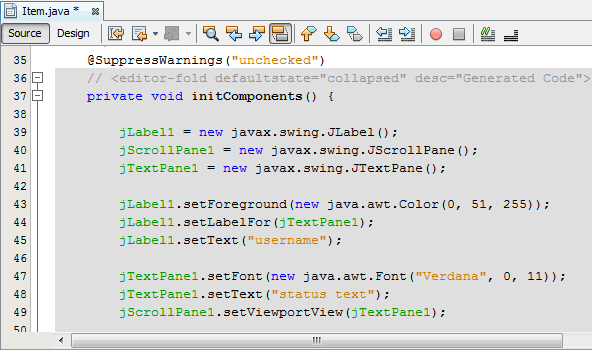 Item.java *
Source Design
35 @SuppressWarnings("unchecked")
36 // <editor-fold defaultstate="collapsed" desc="Generated Code">
37 private void initComponents() {
38
39 jLabel1 = new javax.swing.JLabel();
40 jScrollPane1 = new javax.swing.JScrollPane();
41 jTextPane1 = new javax.swing.JTextPane();
42
43 jLabel1.setForeground(new java.awt.Color(0, 51, 255));
44 jLabel1.setLabelFor(jTextPane1);
45 jLabel1.setText("username");
46
47 jTextPane1.setFont(new java.awt.Font("Verdana", 0, 11));
48 jTextPane1.setText("status text");
49 jScrollPane1.setViewportView(jTextPane1);
50